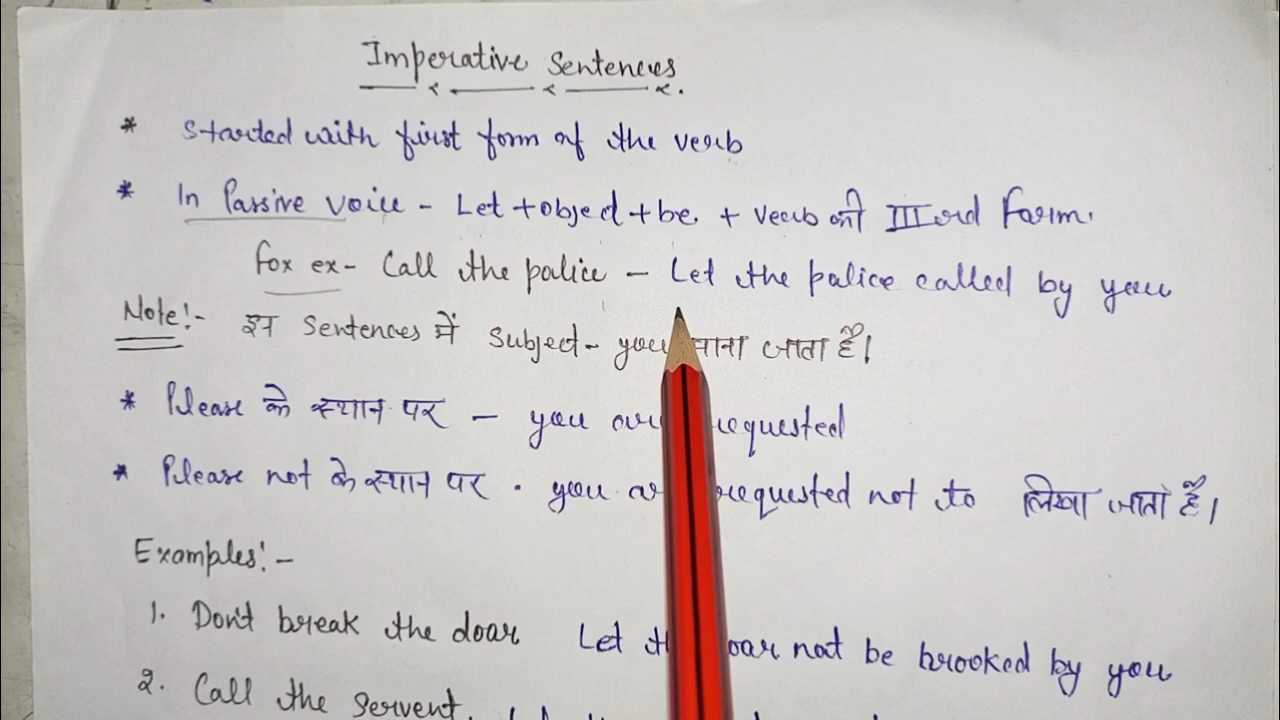 Imperative Sentences
* Started with first form of the verb
* In Passive voice - Let + object + be + verb की III rd Form.
for ex - Call the police - Let the police called by you
Note:- इन Sentences में Subject - you माना जाता है।
* Please के स्थान पर - you are requested
* Please not के स्थान पर - you are requested not to लिखा जाता है।
Examples:-
1. Don't break the door Let the door not be brooked by you
2. Call the servent.